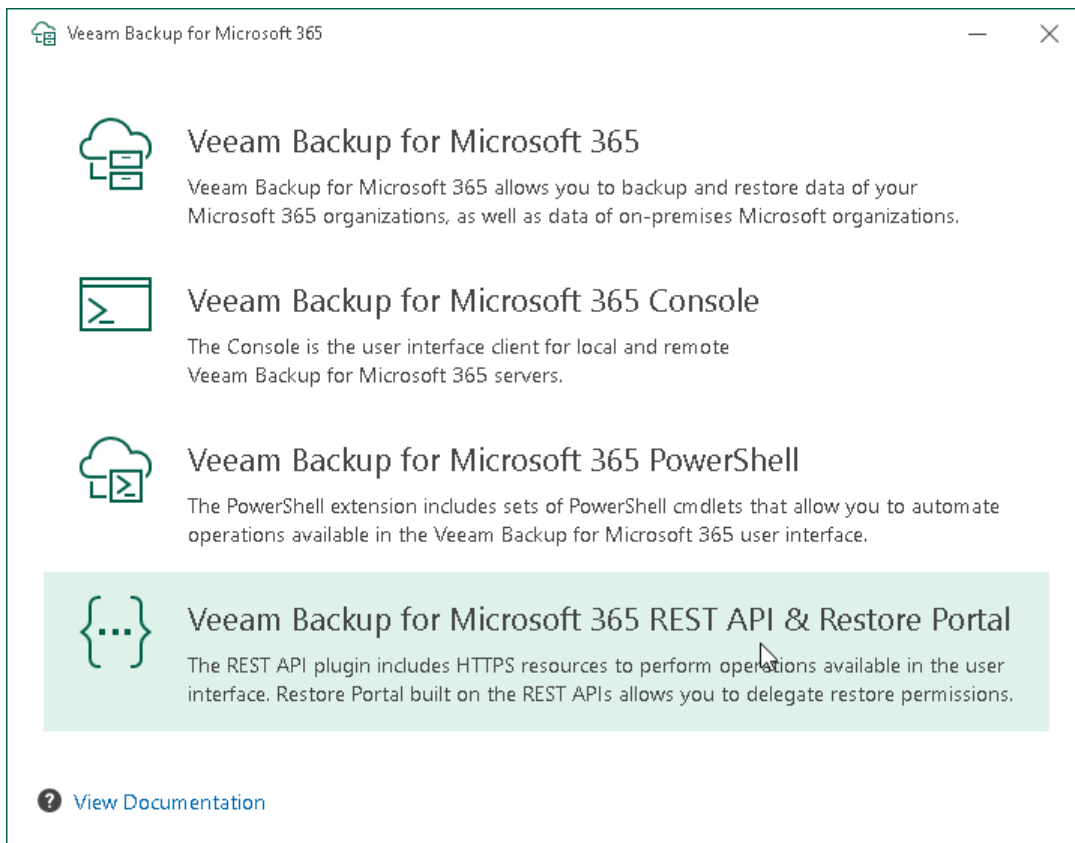 Veeam Backup for Microsoft 365
Veeam Backup for Microsoft 365
Veeam Backup for Microsoft 365 allows you to backup and restore data of your
Microsoft 365 organizations, as well as data of on-premises Microsoft organizations.
Veeam Backup for Microsoft 365 Console
The Console is the user interface client for local and remote
Veeam Backup for Microsoft 365 servers.
Veeam Backup for Microsoft 365 PowerShell
The PowerShell extension includes sets of PowerShell cmdlets that allow you to automate
operations available in the Veeam Backup for Microsoft 365 user interface.
Veeam Backup for Microsoft 365 REST API & Restore Portal
The REST API plugin includes HTTPS resources to perform operations available in the user
interface. Restore Portal built on the REST APIs allows you to delegate restore permissions.
View Documentation